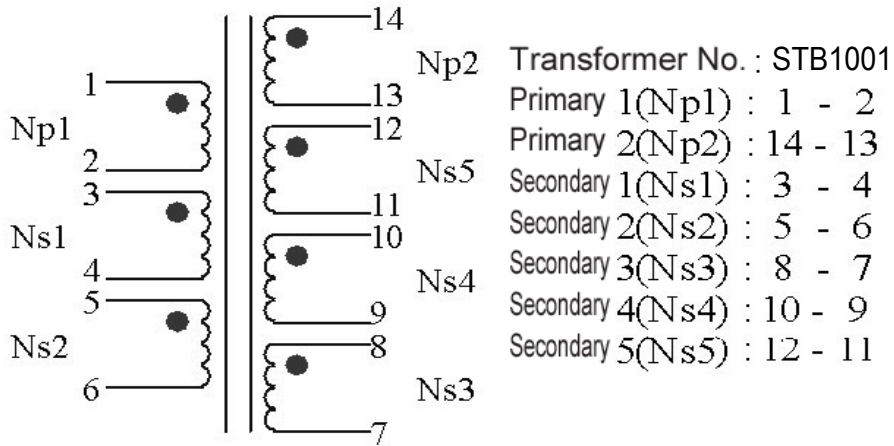 1
Np1
2
3
Ns1
4
5
Ns2
6
14
Np2
13
12
Ns5
11
10
Ns4
9
8
Ns3
7
Transformer No. : STB1001
Primary 1(Np1) : 1 - 2
Primary 2(Np2) : 14 - 13
Secondary 1(Ns1) : 3 - 4
Secondary 2(Ns2) : 5 - 6
Secondary 3(Ns3) : 8 - 7
Secondary 4(Ns4) : 10 - 9
Secondary 5(Ns5) : 12 - 11